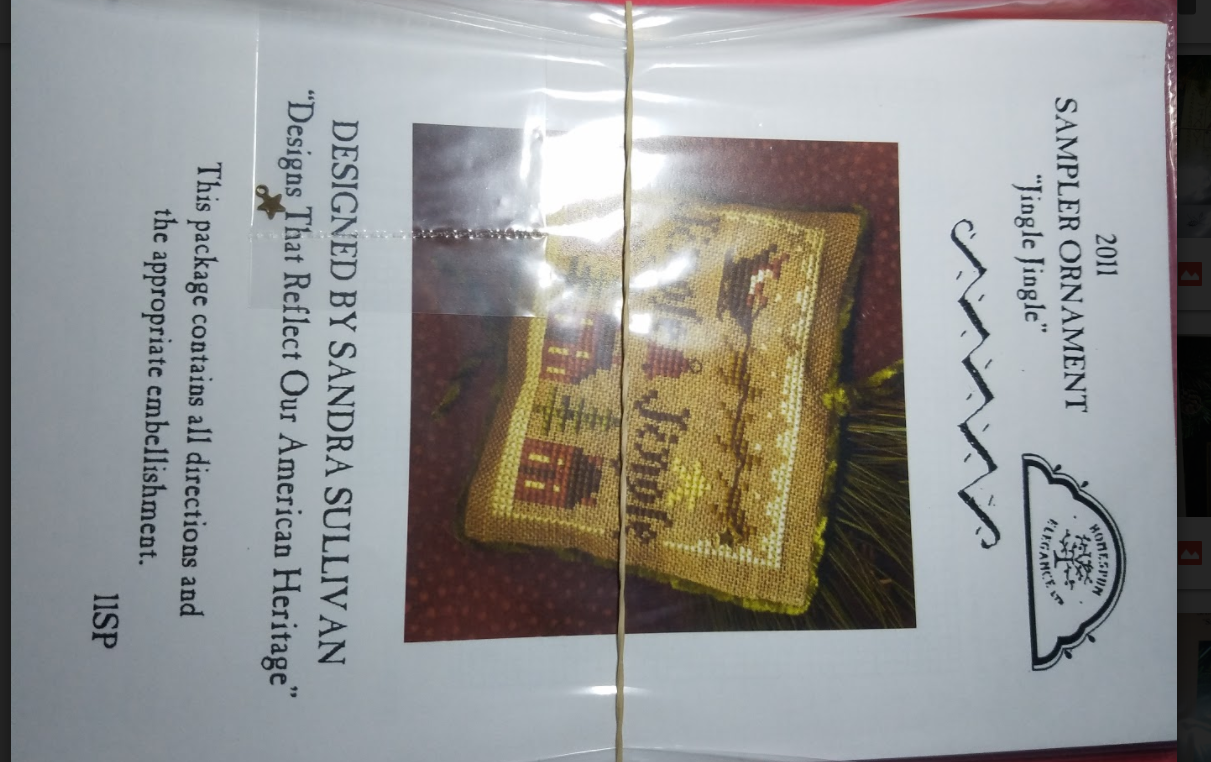 2011
SAMPLER ORNAMENT
"Jingle Jingle"
HOMESPUN
ELEGANCE, LTD
Jingle
DESIGNED BY SANDRA SULLIVAN
"Designs That Reflect Our American Heritage"
This package contains all directions and
the appropriate embellishment.
11SP